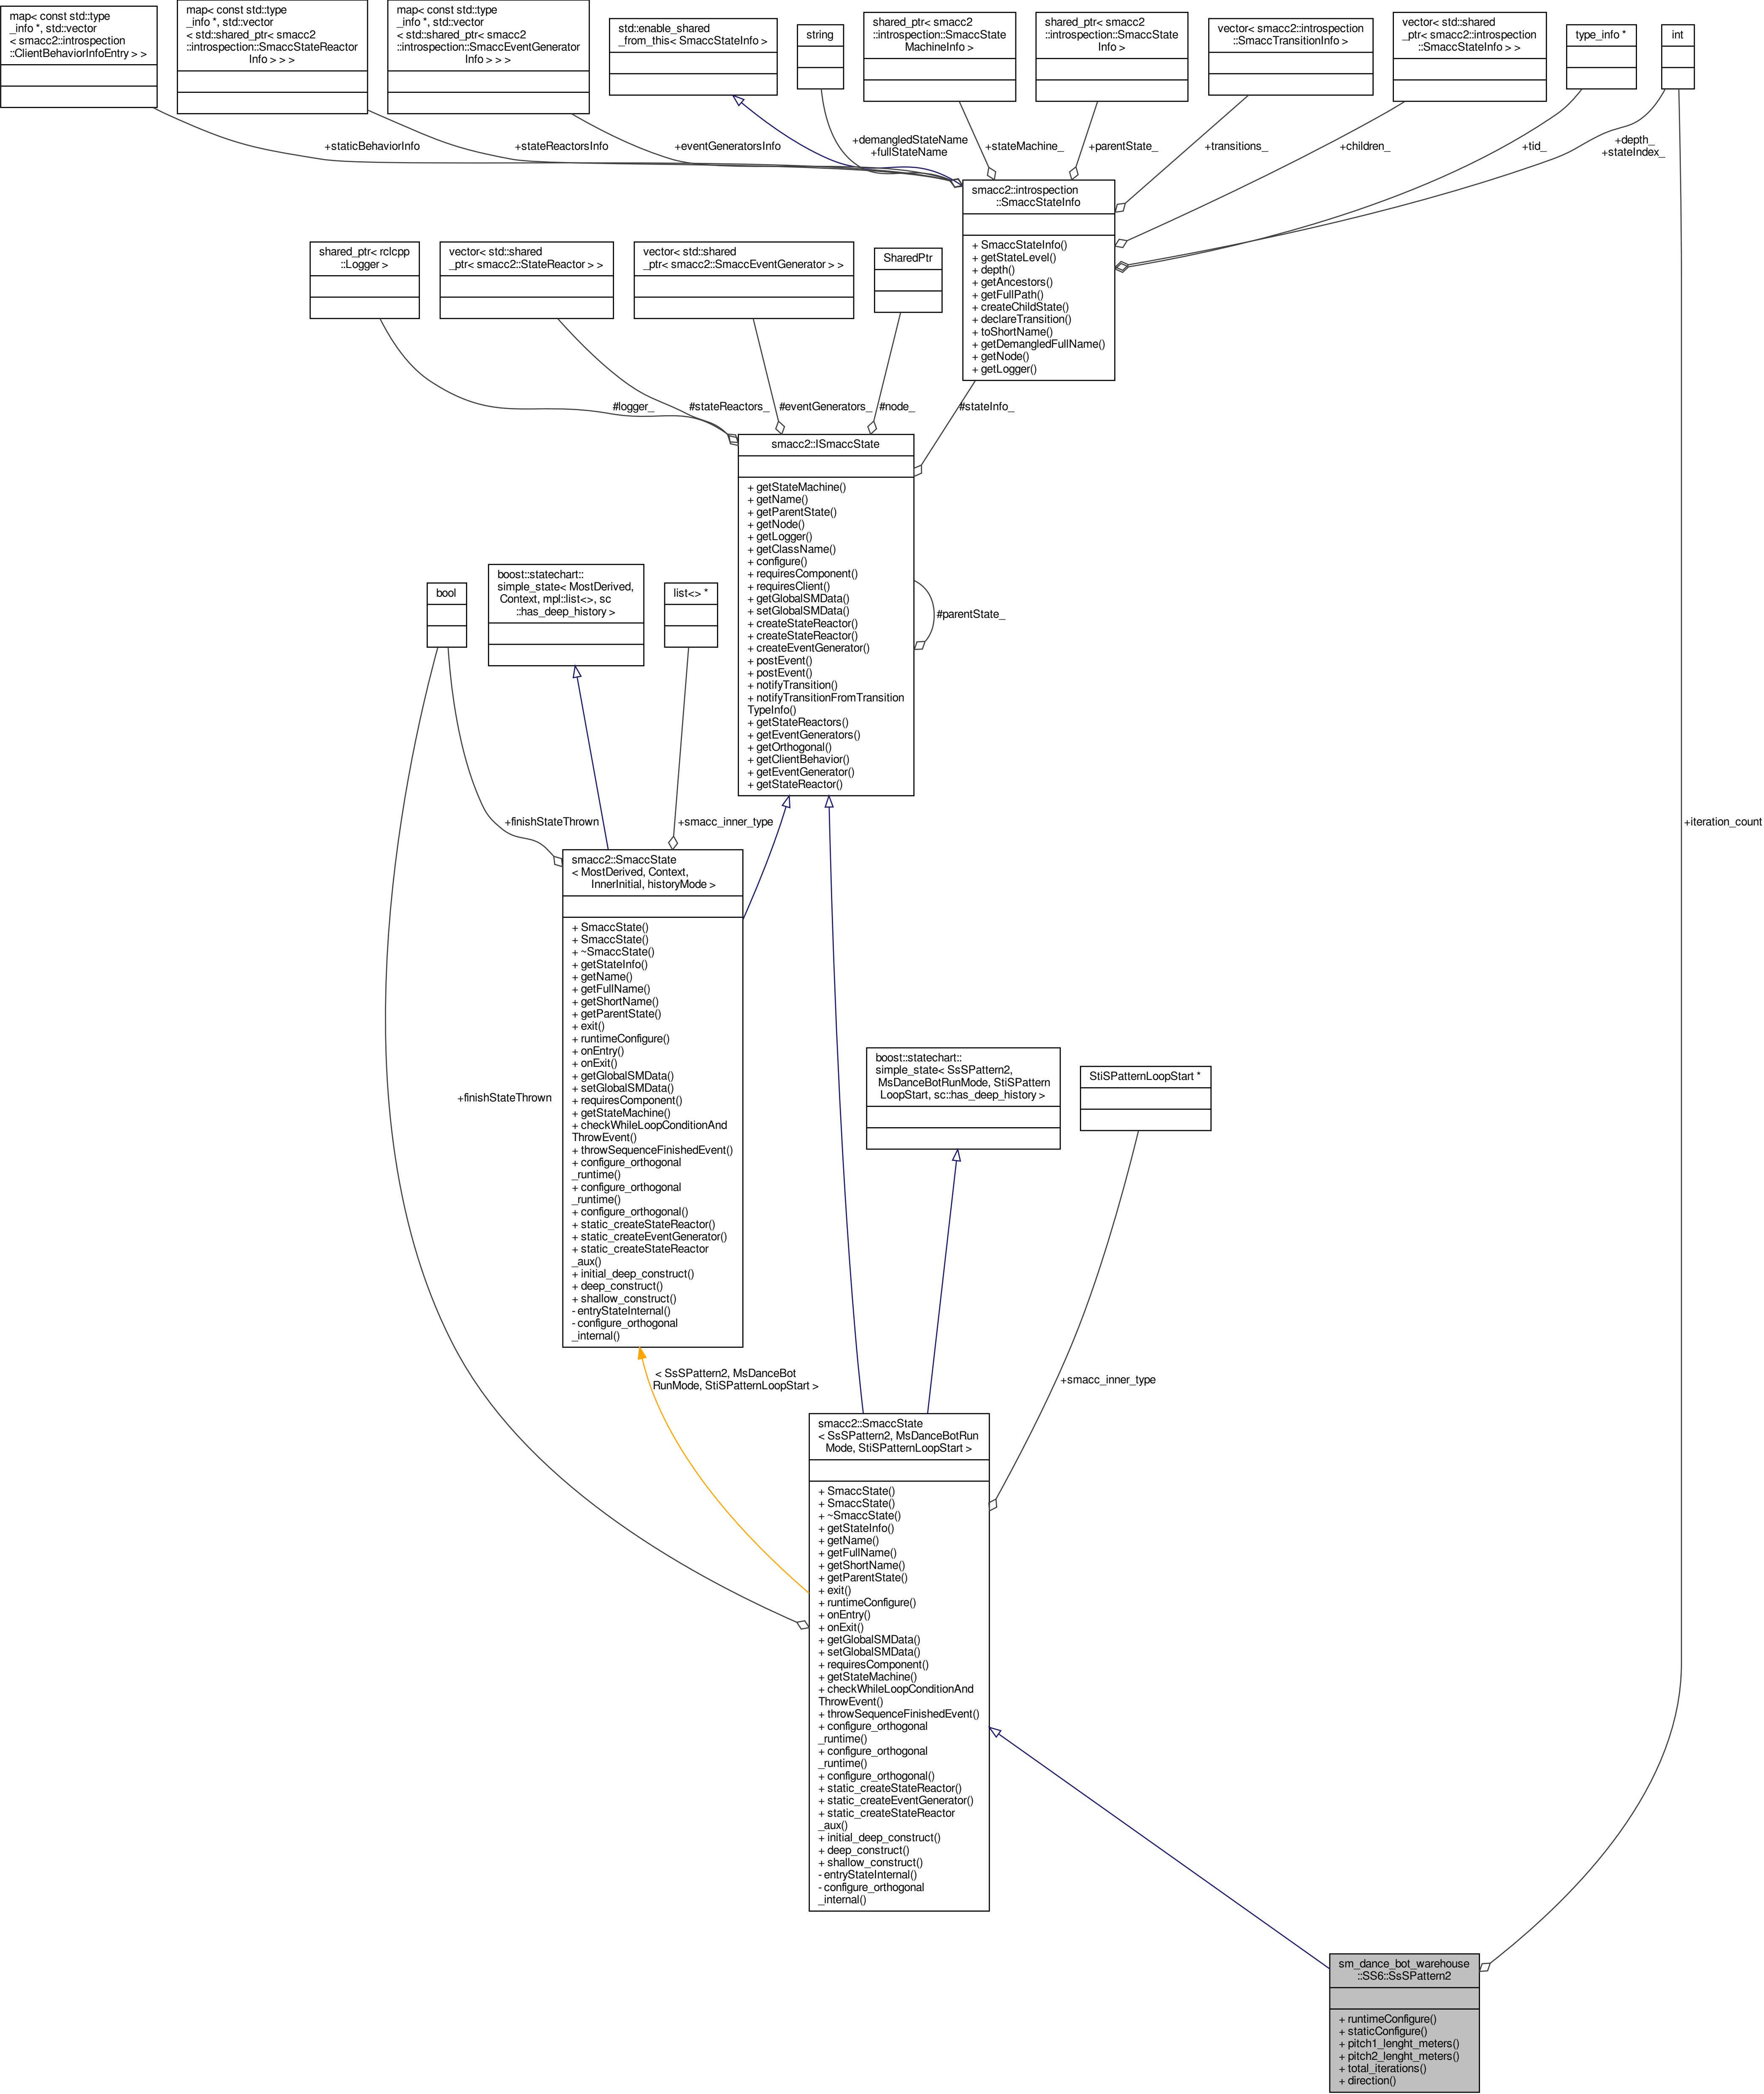 map< const std::type
_info *, std::vector
< smacc2::introspection
::ClientBehaviorInfoEntry > >
map< const std::type
_info *, std::vector
< std::shared_ptr< smacc2
::introspection::SmaccStateReactor
Info > > >
map< const std::type
_info *, std::vector
< std::shared_ptr< smacc2
::introspection::SmaccEventGenerator
Info > > >
std::enable_shared
_from_this< SmaccStateInfo >
string
shared_ptr< smacc2
::introspection::SmaccState
MachineInfo >
shared_ptr< smacc2
::introspection::SmaccState
Info >
vector< smacc2::introspection
::SmaccTransitionInfo >
vector< std::shared
_ptr< smacc2::introspection
::SmaccStateInfo > >
type_info *
int
+staticBehaviorInfo
+stateReactorsInfo
+eventGeneratorsInfo
+demangledStateName
+fullStateName
+stateMachine_
+parentState_
+transitions_
+children_
+tid_
+depth_
+stateIndex_
smacc2::introspection
::SmaccStateInfo
+ SmaccStateInfo()
+ getStateLevel()
+ depth()
+ getAncestors()
+ getFullPath()
+ createChildState()
+ declareTransition()
+ toShortName()
+ getDemangledFullName()
+ getNode()
+ getLogger()
shared_ptr< rclcpp
::Logger >
vector< std::shared
_ptr< smacc2::StateReactor > >
vector< std::shared
_ptr< smacc2::SmaccEventGenerator > >
SharedPtr
#logger_
#stateReactors_
#eventGenerators_
#node_
#stateInfo_
smacc2::ISmaccState
+ getStateMachine()
+ getName()
+ getParentState()
+ getNode()
+ getLogger()
+ getClassName()
+ configure()
+ requiresComponent()
+ requiresClient()
+ getGlobalSMData()
+ setGlobalSMData()
+ createStateReactor()
+ createStateReactor()
+ createEventGenerator()
+ postEvent()
+ postEvent()
+ notifyTransition()
+ notifyTransitionFromTransition
TypeInfo()
+ getStateReactors()
+ getEventGenerators()
+ getOrthogonal()
+ getClientBehavior()
+ getEventGenerator()
+ getStateReactor()
#parentState_
bool
boost::statechart::
simple_state< MostDerived,
Context, mpl::list<>, sc
::has_deep_history >
list<> *
+finishStateThrown
+smacc_inner_type
+iteration_count
smacc2::SmaccState
< MostDerived, Context,
InnerInitial, historyMode >
+ SmaccState()
+ SmaccState()
+ ~SmaccState()
+ getStateInfo()
+ getName()
+ getFullName()
+ getShortName()
+ getParentState()
+ exit()
+ runtimeConfigure()
+ onEntry()
+ onExit()
+ getGlobalSMData()
+ setGlobalSMData()
+ requiresComponent()
+ getStateMachine()
+ checkWhileLoopConditionAnd
ThrowEvent()
+ throwSequenceFinishedEvent()
+ configure_orthogonal
_runtime()
+ configure_orthogonal
_runtime()
+ configure_orthogonal()
+ static_createStateReactor()
+ static_createEventGenerator()
+ static_createStateReactor
_aux()
+ initial_deep_construct()
+ deep_construct()
+ shallow_construct()
- entryStateInternal()
- configure_orthogonal
_internal()
+finishStateThrown
boost::statechart::
simple_state< SsSPattern2,
MsDanceBotRunMode, StiSPattern
LoopStart, sc::has_deep_history >
StiSPatternLoopStart *
< SsSPattern2, MsDanceBot
RunMode, StiSPatternLoopStart >
+smacc_inner_type
smacc2::SmaccState
< SsSPattern2, MsDanceBotRun
Mode, StiSPatternLoopStart >
+ SmaccState()
+ SmaccState()
+ ~SmaccState()
+ getStateInfo()
+ getName()
+ getFullName()
+ getShortName()
+ getParentState()
+ exit()
+ runtimeConfigure()
+ onEntry()
+ onExit()
+ getGlobalSMData()
+ setGlobalSMData()
+ requiresComponent()
+ getStateMachine()
+ checkWhileLoopConditionAnd
ThrowEvent()
+ throwSequenceFinishedEvent()
+ configure_orthogonal
_runtime()
+ configure_orthogonal
_runtime()
+ configure_orthogonal()
+ static_createStateReactor()
+ static_createEventGenerator()
+ static_createStateReactor
_aux()
+ initial_deep_construct()
+ deep_construct()
+ shallow_construct()
- entryStateInternal()
- configure_orthogonal
_internal()
sm_dance_bot_warehouse
::SS6::SsSPattern2
+ runtimeConfigure()
+ staticConfigure()
+ pitch1_lenght_meters()
+ pitch2_lenght_meters()
+ total_iterations()
+ direction()